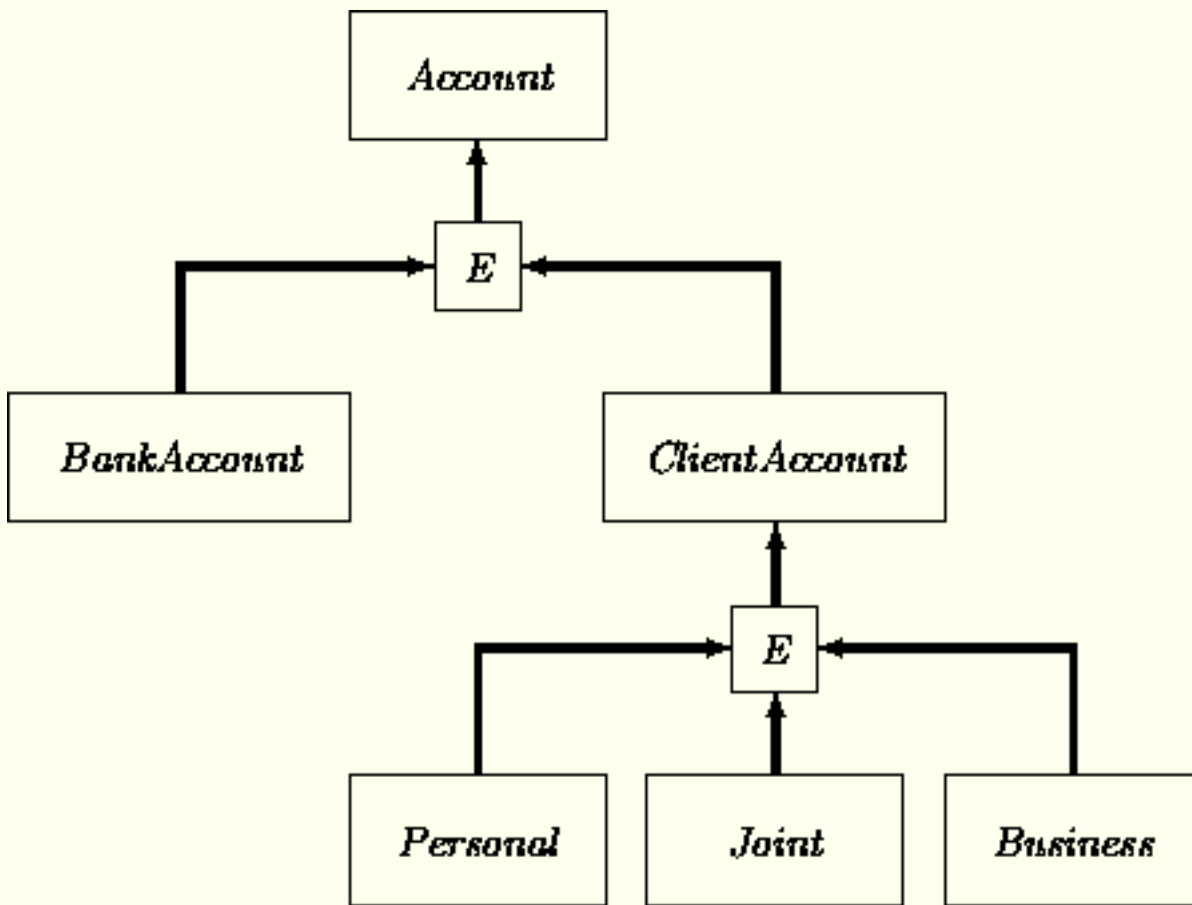 Account
E
BankAccount
ClientAccount
E
Personal
Joint
Business